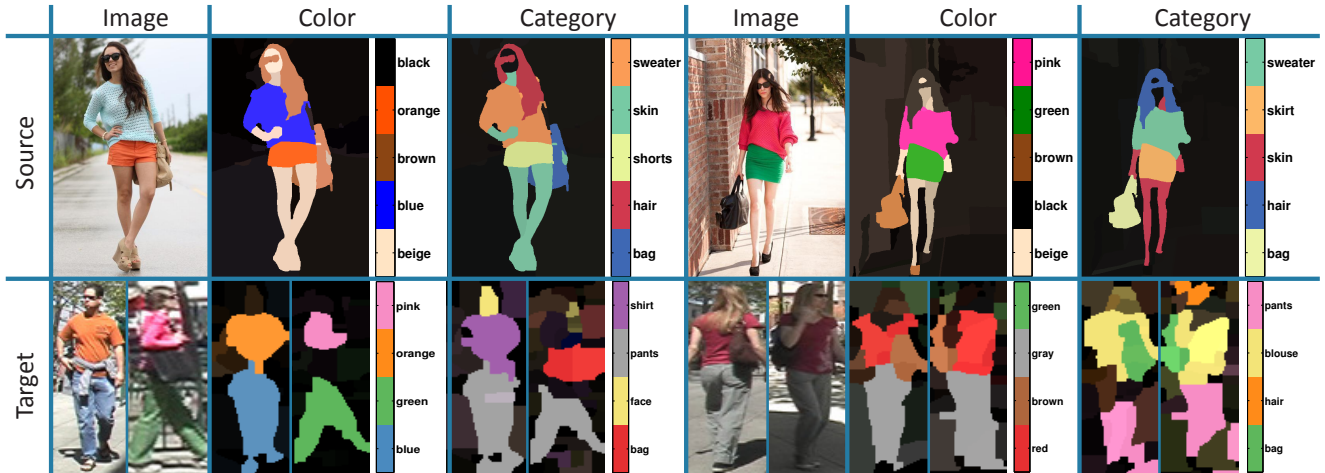 Image Color Category Image Color Category
Source
black
orange
brown
blue
beige
sweater
skin
shorts
hair
bag
pink
green
brown
black
beige
sweater
skirt
skin
hair
bag
Target
pink
orange
green
blue
shirt
pants
face
bag
green
gray
brown
red
pants
blouse
hair
bag